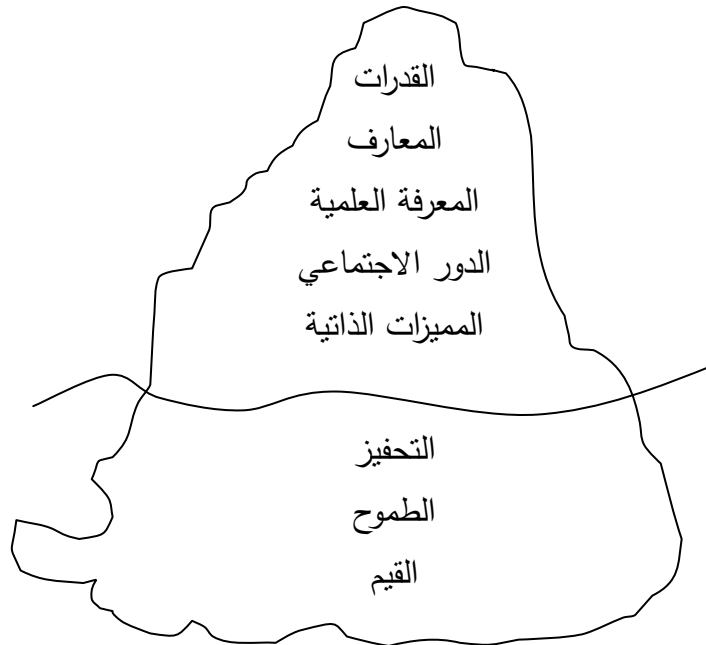 القدرات
المعارف
المعرفة العلمية
الدور الاجتماعي
المميزات الذاتية
التحفيز
الطموح
القيم